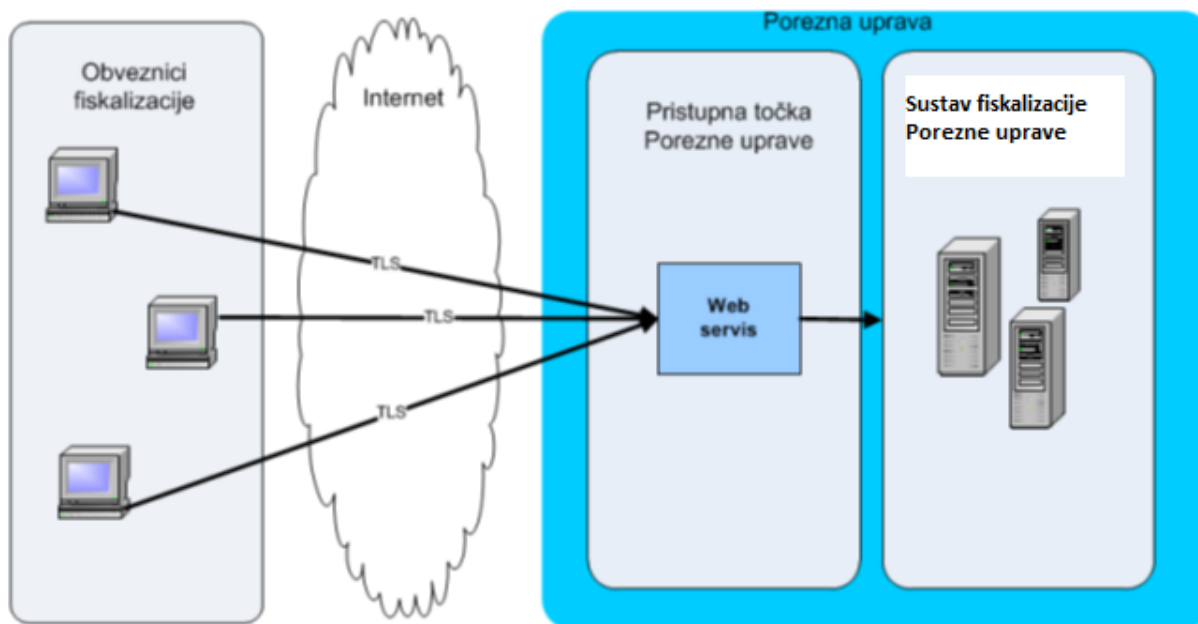 Porezna uprava
Obveznici
fiskalizacije
Internet
Pristupna točka
Porezne uprave
Sustav fiskalizacije
Porezne uprave
TLS
TLS
TLS
Web
servis